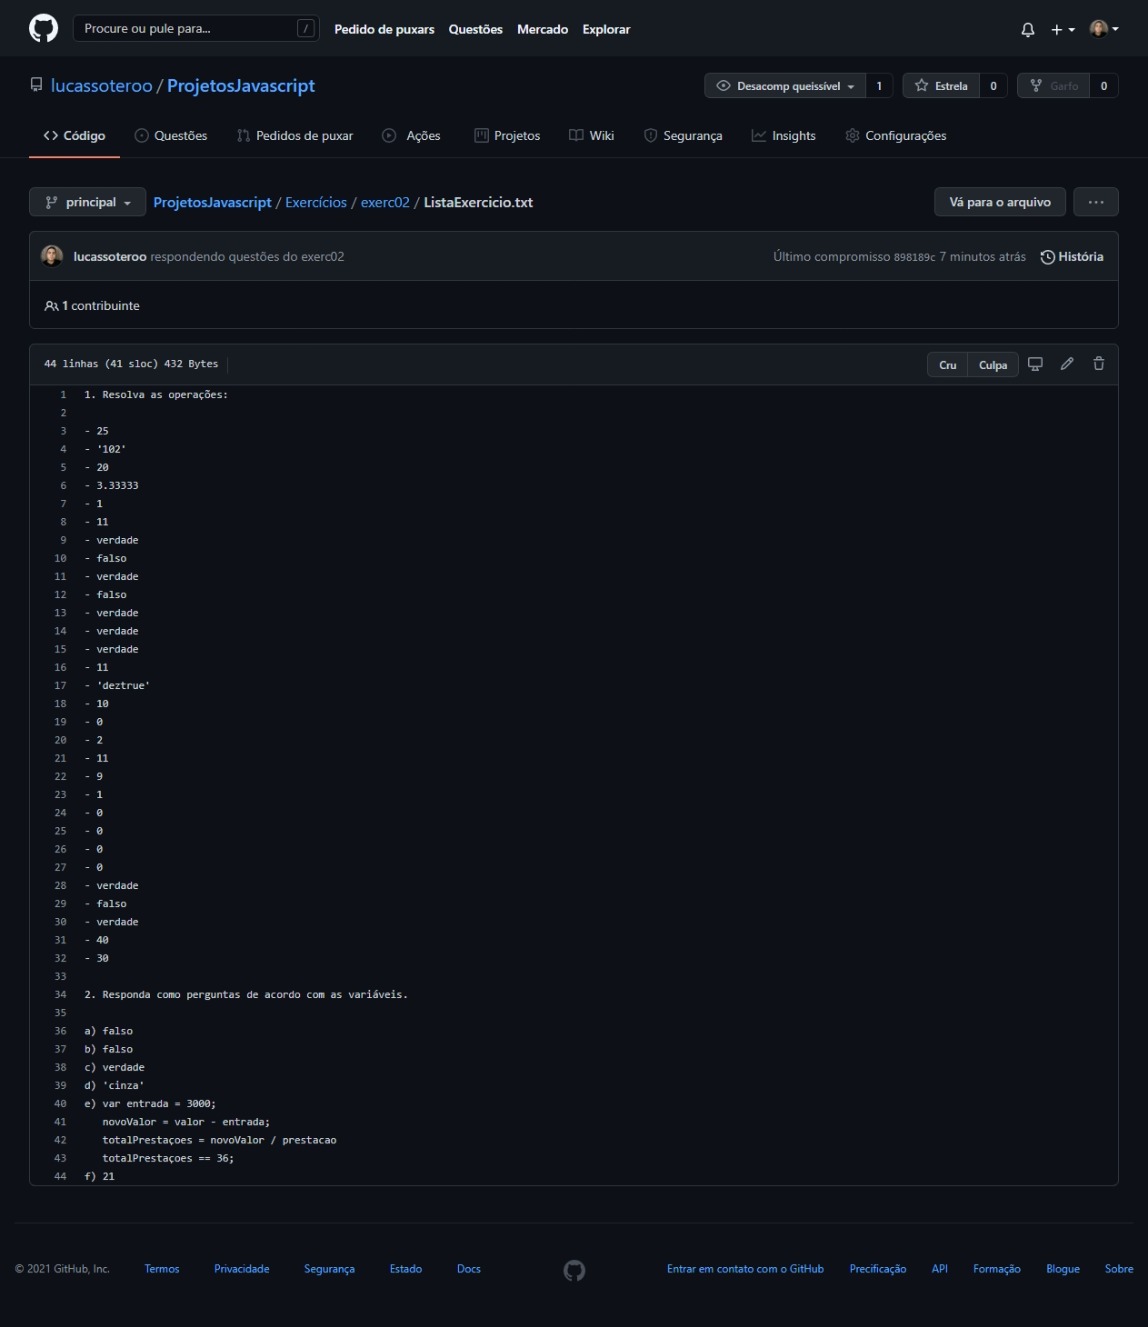 Procure ou pule para... / Pedido de puxars Questões Mercado Explorar
lucassoteroo / ProjetosJavascript Desacomp queissível 1 Estrela 0 Garfo 0
Código Questões Pedidos de puxar Ações Projetos Wiki Segurança Insights Configurações
principal ProjetosJavascript / Exercícios / exerc02 / ListaExercicio.txt Vá para o arquivo ...
lucassoteroo respondendo questões do exerc02 Último compromisso 898189c 7 minutos atrás História
1 contribuinte
44 linhas (41 sloc) 432 Bytes Cru Culpa
1 1. Resolva as operações:
2
3 - 25
4 - '102'
5 - 20
6 - 3.33333
7 - 1
8 - 11
9 - verdade
10 - falso
11 - verdade
12 - falso
13 - verdade
14 - verdade
15 - verdade
16 - 11
17 - 'deztrue'
18 - 10
19 - 0
20 - 2
21 - 11
22 - 9
23 - 1
24 - 0
25 - 0
26 - 0
27 - 0
28 - verdade
29 - falso
30 - verdade
31 - 40
32 - 30
33
34 2. Responda como perguntas de acordo com as variáveis.
35
36 a) falso
37 b) falso
38 c) verdade
39 d) 'cinza'
40 e) var entrada = 3000;
41 novoValor = valor - entrada;
42 totalPrestaçoes = novoValor / prestacao
43 totalPrestaçoes == 36;
44 f) 21
© 2021 GitHub, Inc. Termos Privacidade Segurança Estado Docs Entrar em contato com o GitHub Precificação API Formação Blogue Sobre